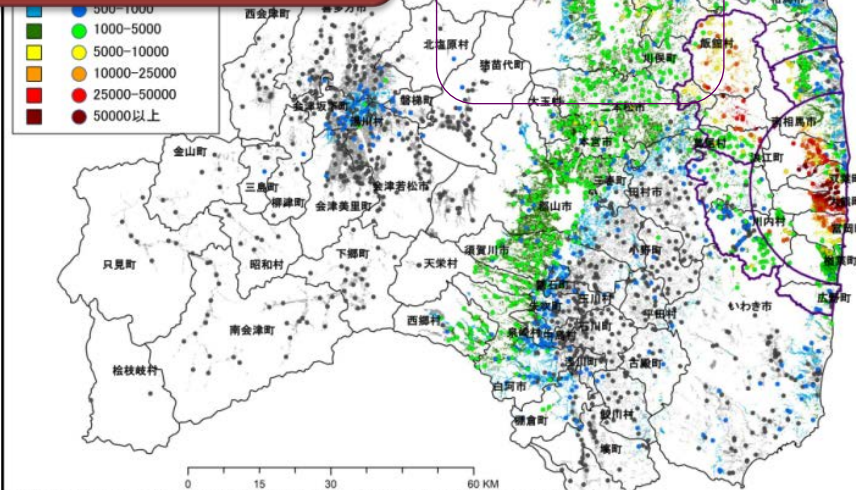 500-1000
1000-5000
5000-10000
10000-25000
25000-50000
50000以上
西会津町
喜多方市
北塩原村
猪苗代町
川俣町
飯舘村
会津坂下町
湯川村
磐梯町
大玉村
二本松市
南相馬市
本宮市
葛尾村
浪江町
金山町
三島町
柳津町
会津美里町
会津若松市
三春町
田村市
郡山市
川内村
只見町
昭和村
下郷町
天栄村
須賀川市
小野町
楢葉町
鏡石町
広野町
いわき市
南会津町
西郷村
矢吹町
玉川村
平田村
泉崎村
中島村
石川町
浅川町
古殿町
桧枝岐村
白河市
棚倉町
鮫川村
塙町
0
15
30
60 KM